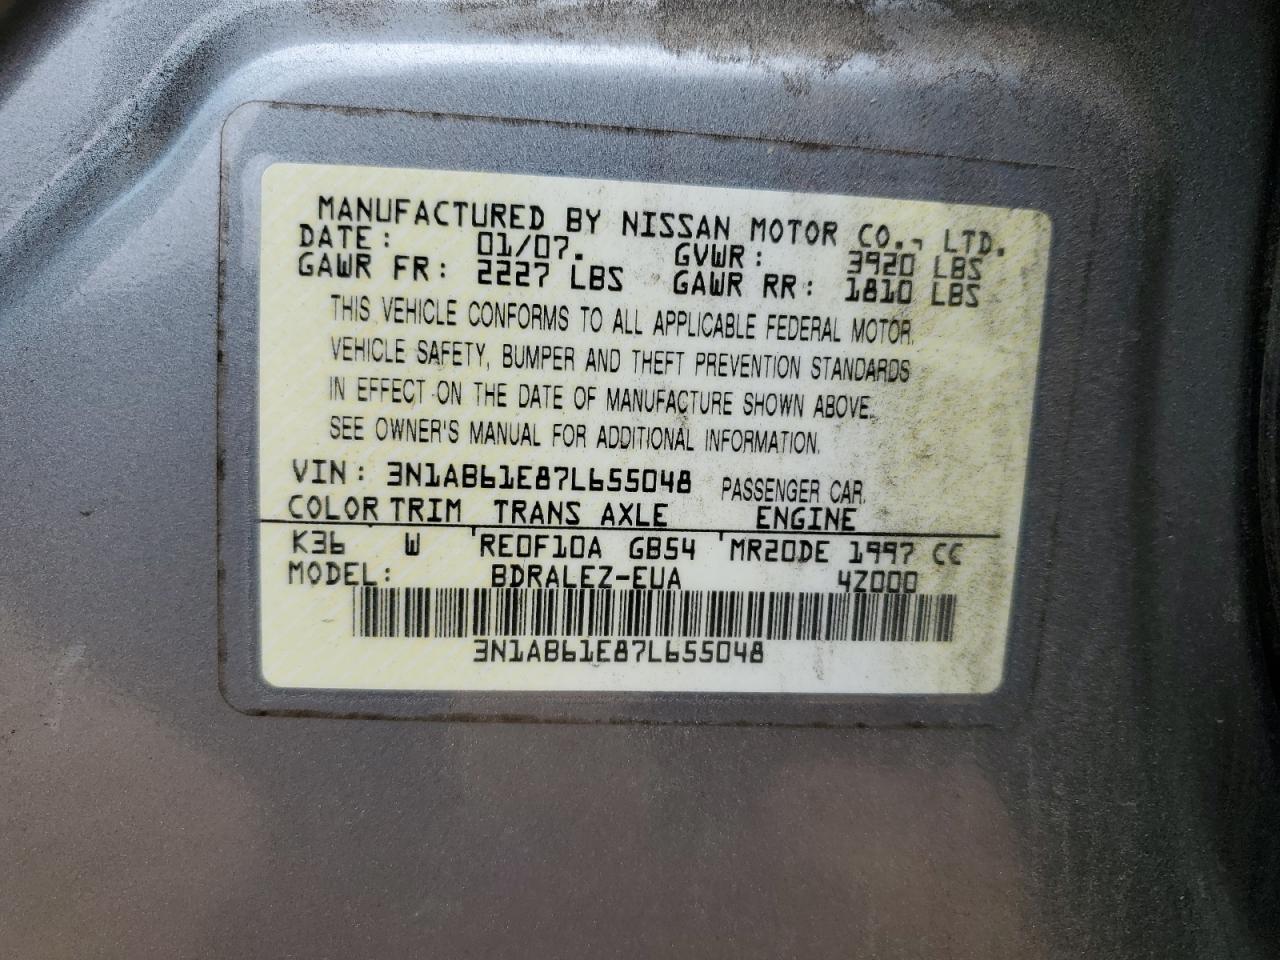 MANUFACTURED BY NISSAN MOTOR CO., LTD.
DATE: 01/07. GVWR: 3920 LBS
GAWR FR: 2227 LBS GAWR RR: 1810 LBS
THIS VEHICLE CONFORMS TO ALL APPLICABLE FEDERAL MOTOR
VEHICLE SAFETY, BUMPER AND THEFT PREVENTION STANDARDS
IN EFFECT ON THE DATE OF MANUFACTURE SHOWN ABOVE.
SEE OWNER'S MANUAL FOR ADDITIONAL INFORMATION.
VIN: 3N1AB61E87L655048 PASSENGER CAR
COLOR TRIM TRANS AXLE ENGINE
K36 W 'RE0F10A GB54 'MR20DE 1997 CC
MODEL: BDRALEZ-EUA 4Z000
3N1AB61E87L655048